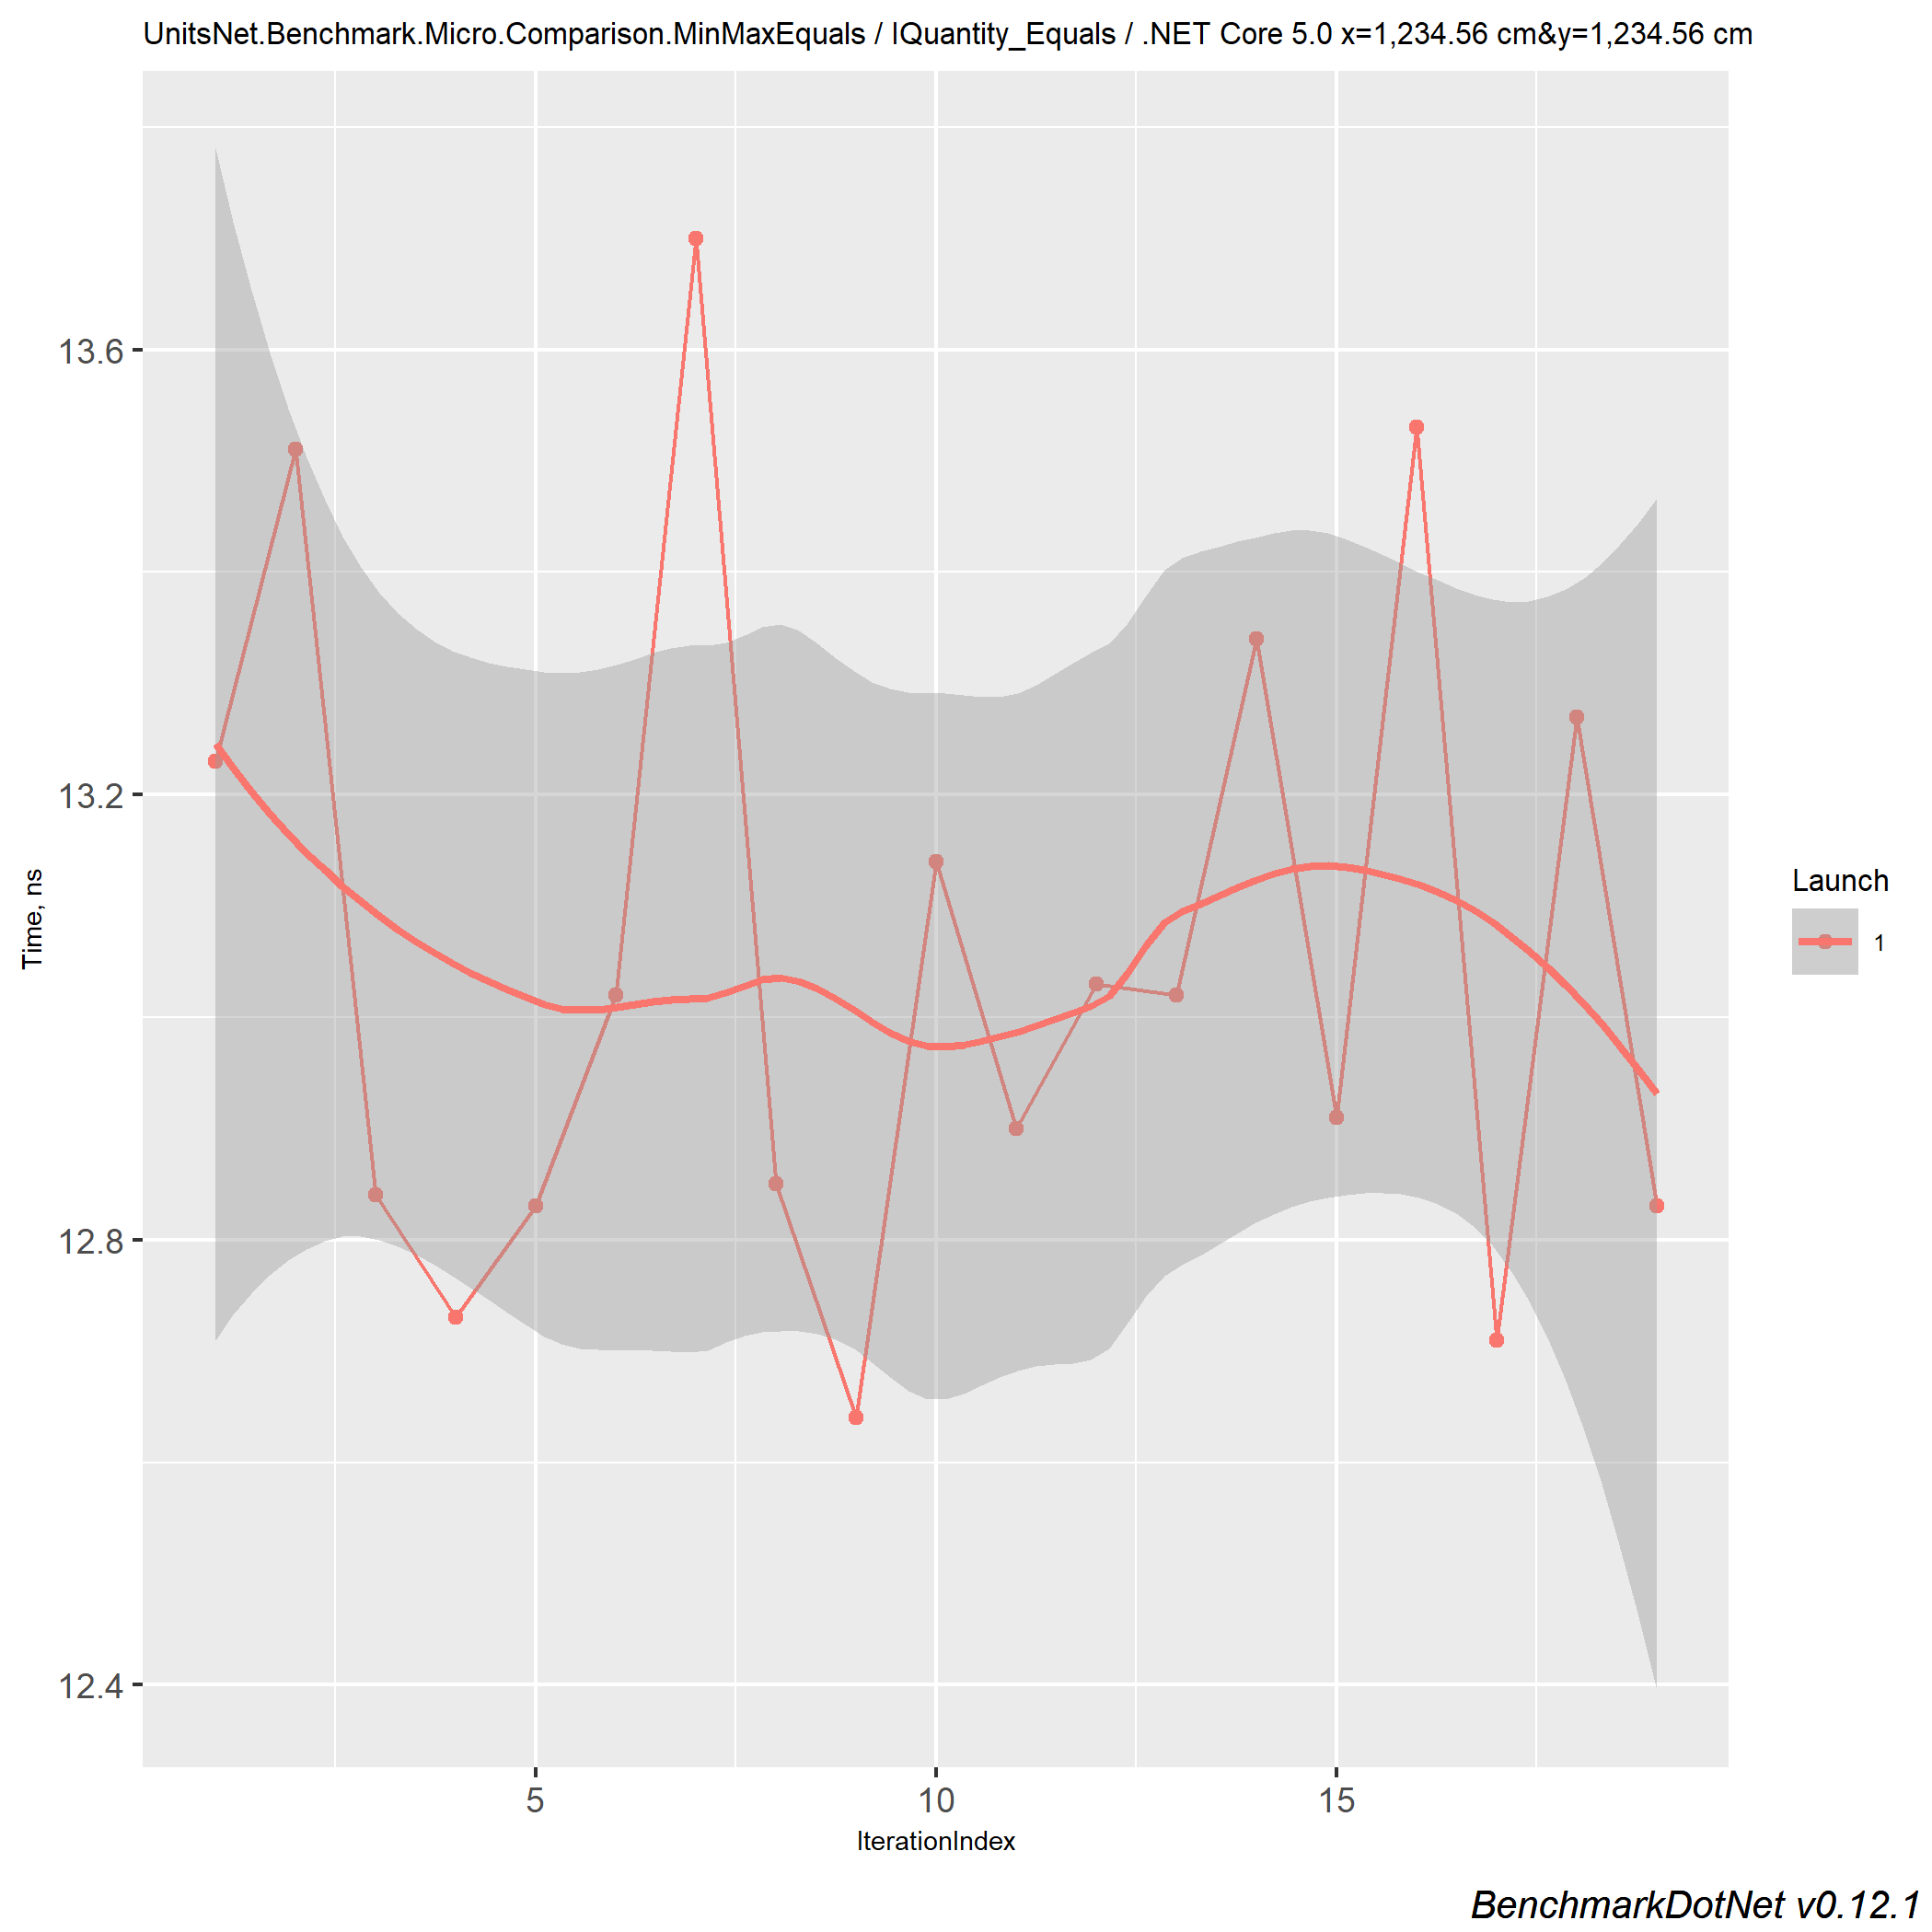 UnitsNet.Benchmark.Micro.Comparison.MinMaxEquals / IQuantity_Equals / .NET Core 5.0 x=1,234.56 cm&y=1,234.56 cm
13.6
13.2
12.8
12.4
Time, ns
5 10 15
IterationIndex
Launch
1
BenchmarkDotNet v0.12.1